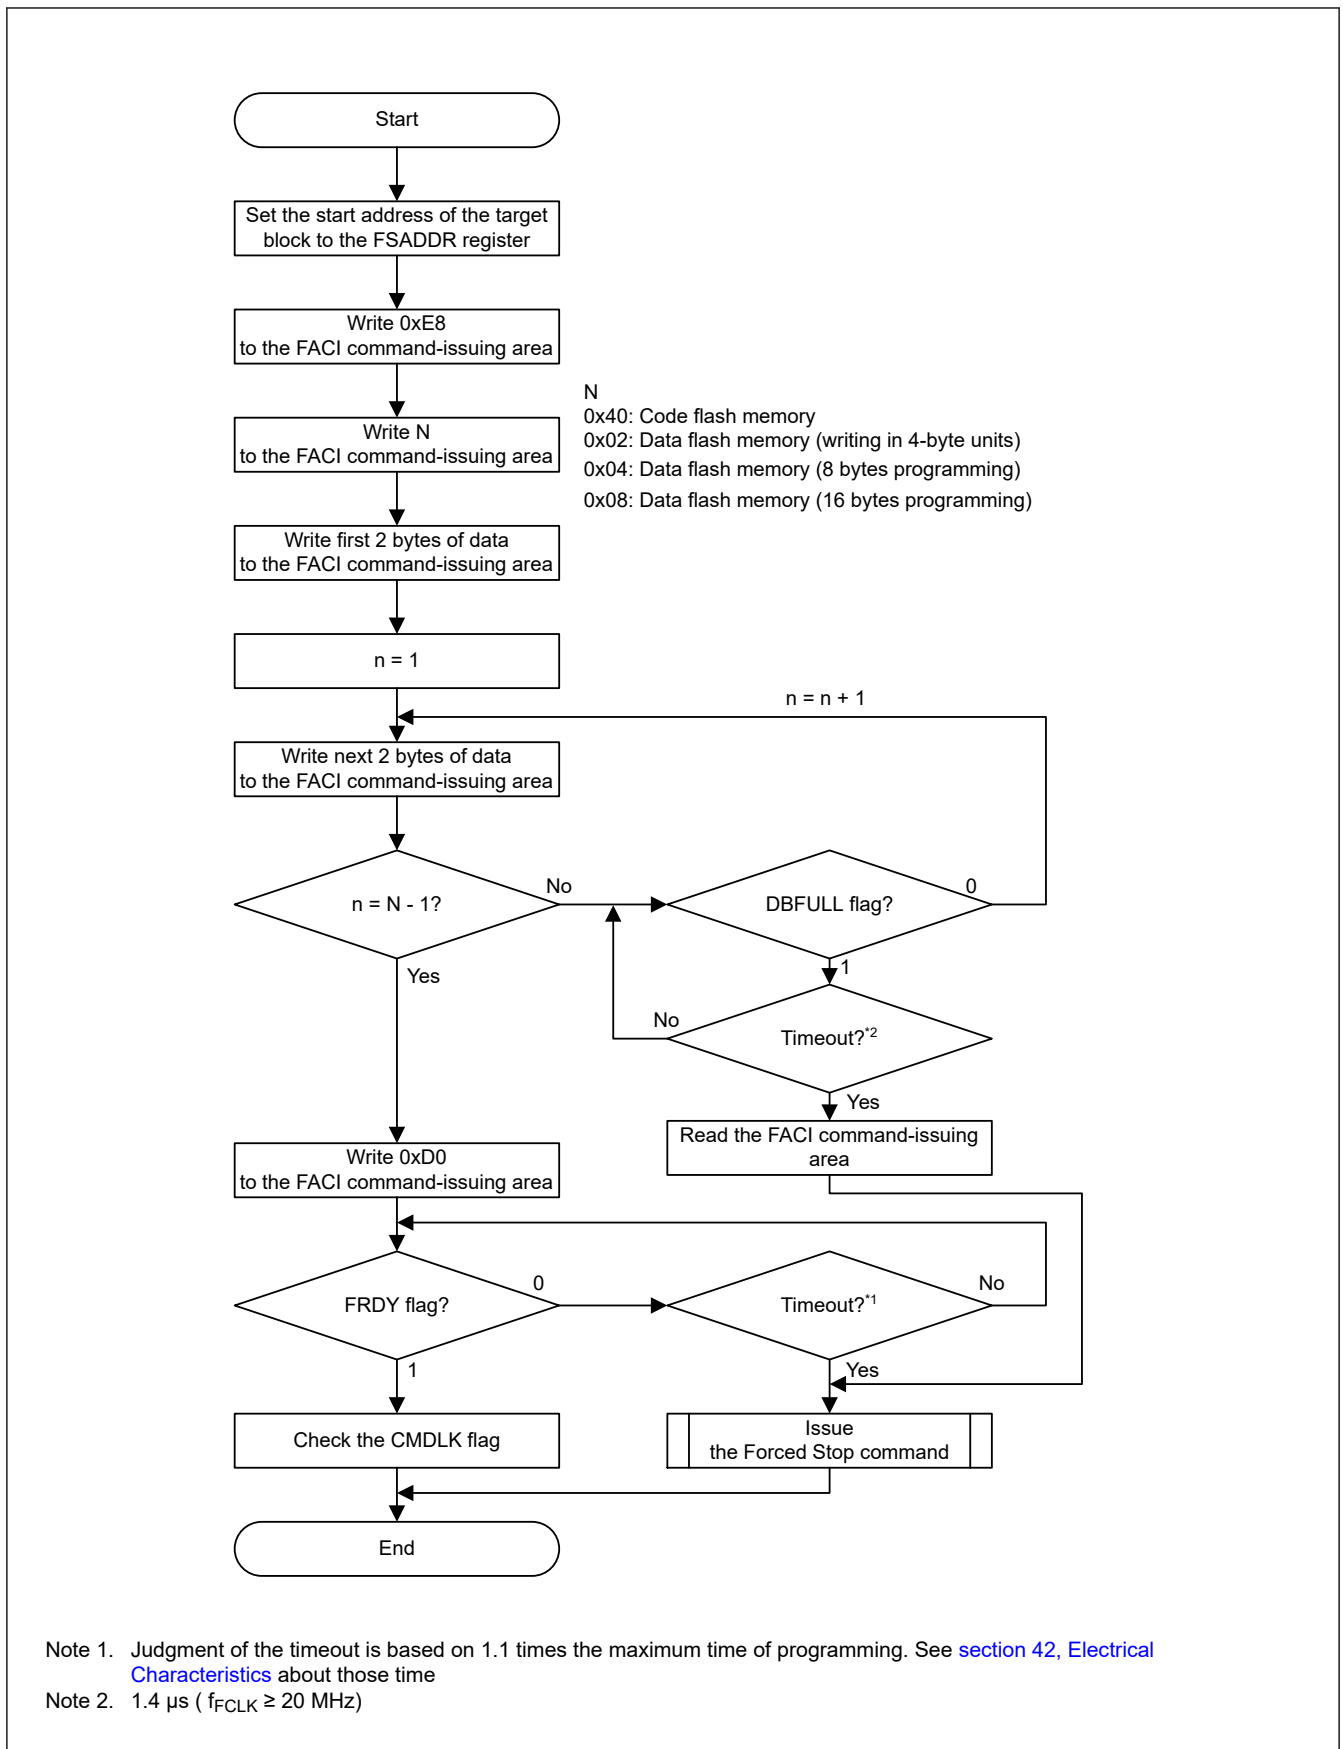 Start
Set the start address of the target
block to the FSADDR register
Write 0xE8
to the FACI command-issuing area
N
0x40: Code flash memory
0x02: Data flash memory (writing in 4-byte units)
0x04: Data flash memory (8 bytes programming)
0x08: Data flash memory (16 bytes programming)
Write N
to the FACI command-issuing area
Write first 2 bytes of data
to the FACI command-issuing area
n = 1
n = n + 1
Write next 2 bytes of data
to the FACI command-issuing area
n = N - 1?
No
DBFULL flag?
0
Yes
1
No
Timeout?*2
Yes
Read the FACI command-issuing
area
Write 0xD0
to the FACI command-issuing area
FRDY flag?
0
Timeout?*1
No
1
Yes
Check the CMDLK flag
Issue
the Forced Stop command
End
Note 1. Judgment of the timeout is based on 1.1 times the maximum time of programming. See section 42, Electrical
Characteristics about those time
Note 2. 1.4 µs ( fFCLK ≥ 20 MHz)